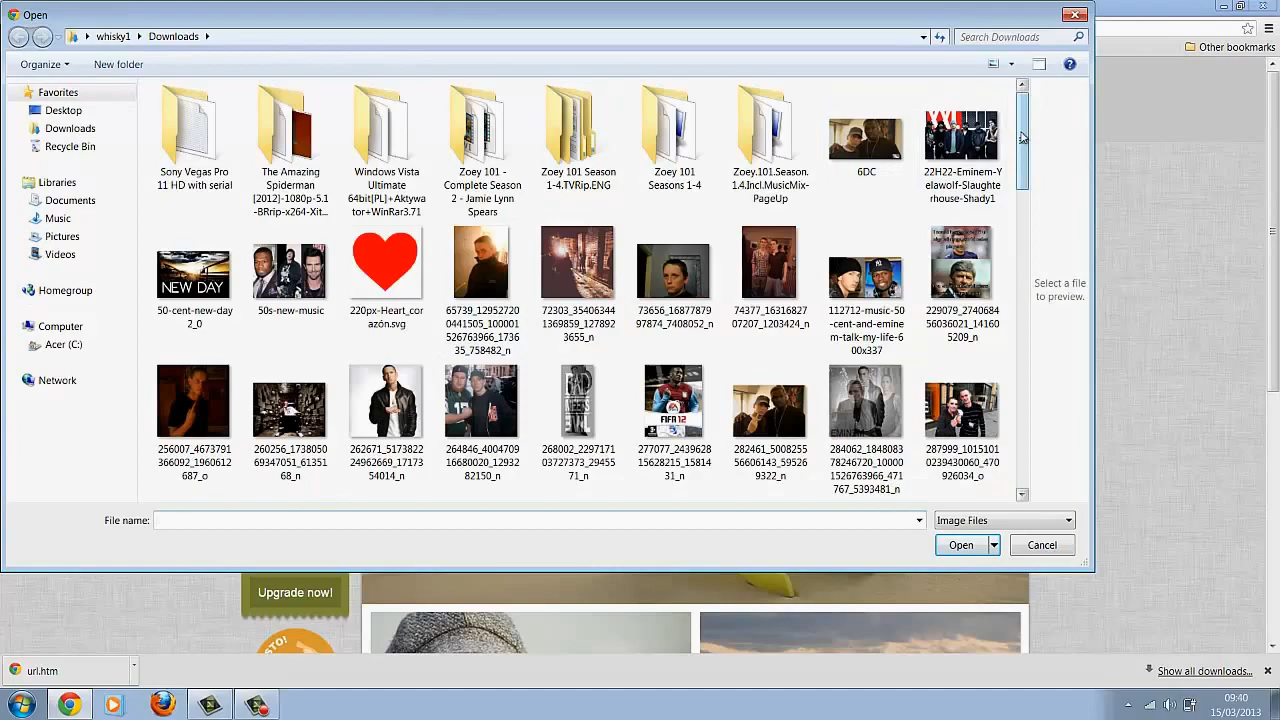 Open
whisky1 Downloads
Search Downloads
Other bookmarks
Organize New folder
Favorites
Desktop
Downloads
Recycle Bin
Libraries
Documents
Music
Pictures
Videos
Homegroup
Computer
Acer (C:)
Network
Sony Vegas Pro
11 HD with serial
The Amazing
Spiderman
[2012]-1080p-5.1
-BRrip-x264-Xit...
Windows Vista
Ultimate
64bit[PL]+Aktywa
tor+WinRar3.71
Zoey 101 -
Complete Season
2 - Jamie Lynn
Spears
Zoey 101 Season
1-4.TVRip.ENG
Zoey 101
Seasons 1-4
Zoey.101.Season.
1.4.Incl.MusicMix-
PageUp
6DC
22H22-Eminem-Y
elawolf-Slaughte
rhouse-Shady1
NEW DAY
50-cent-new-day
2_0
50s-new-music
220px-Heart_cor
azón.svg
65739_12952720
0441505_100001
526763966_1736
35_758482_n
72303_35406344
1369859_127892
3655_n
73656_16877879
97874_7408052_n
74377_16316827
07207_1203424_n
112712-music-50
-cent-and-emine
m-talk-my-life-6
00x337
229079_2740684
56036021_14160
5209_n
Select a file
to preview.
256007_4673791
366092_1960612
687_o
260256_1738050
69347051_61351
68_n
262671_5173822
24962669_17173
54014_n
264846_4004709
16680020_12932
82150_n
268002_2297171
03727373_29455
71_n
FIFA 12
277077_2439628
15628215_15814
31_n
282461_5008255
56606143_59526
9322_n
EMINEM
284062_1848083
78246720_10000
1526763966_471
767_5393481_n
287999_1015101
0239430060_470
926034_o
File name:
Image Files
Open
Cancel
Upgrade now!
STO!
url.htm
Show all downloads...
09:40
15/03/2013